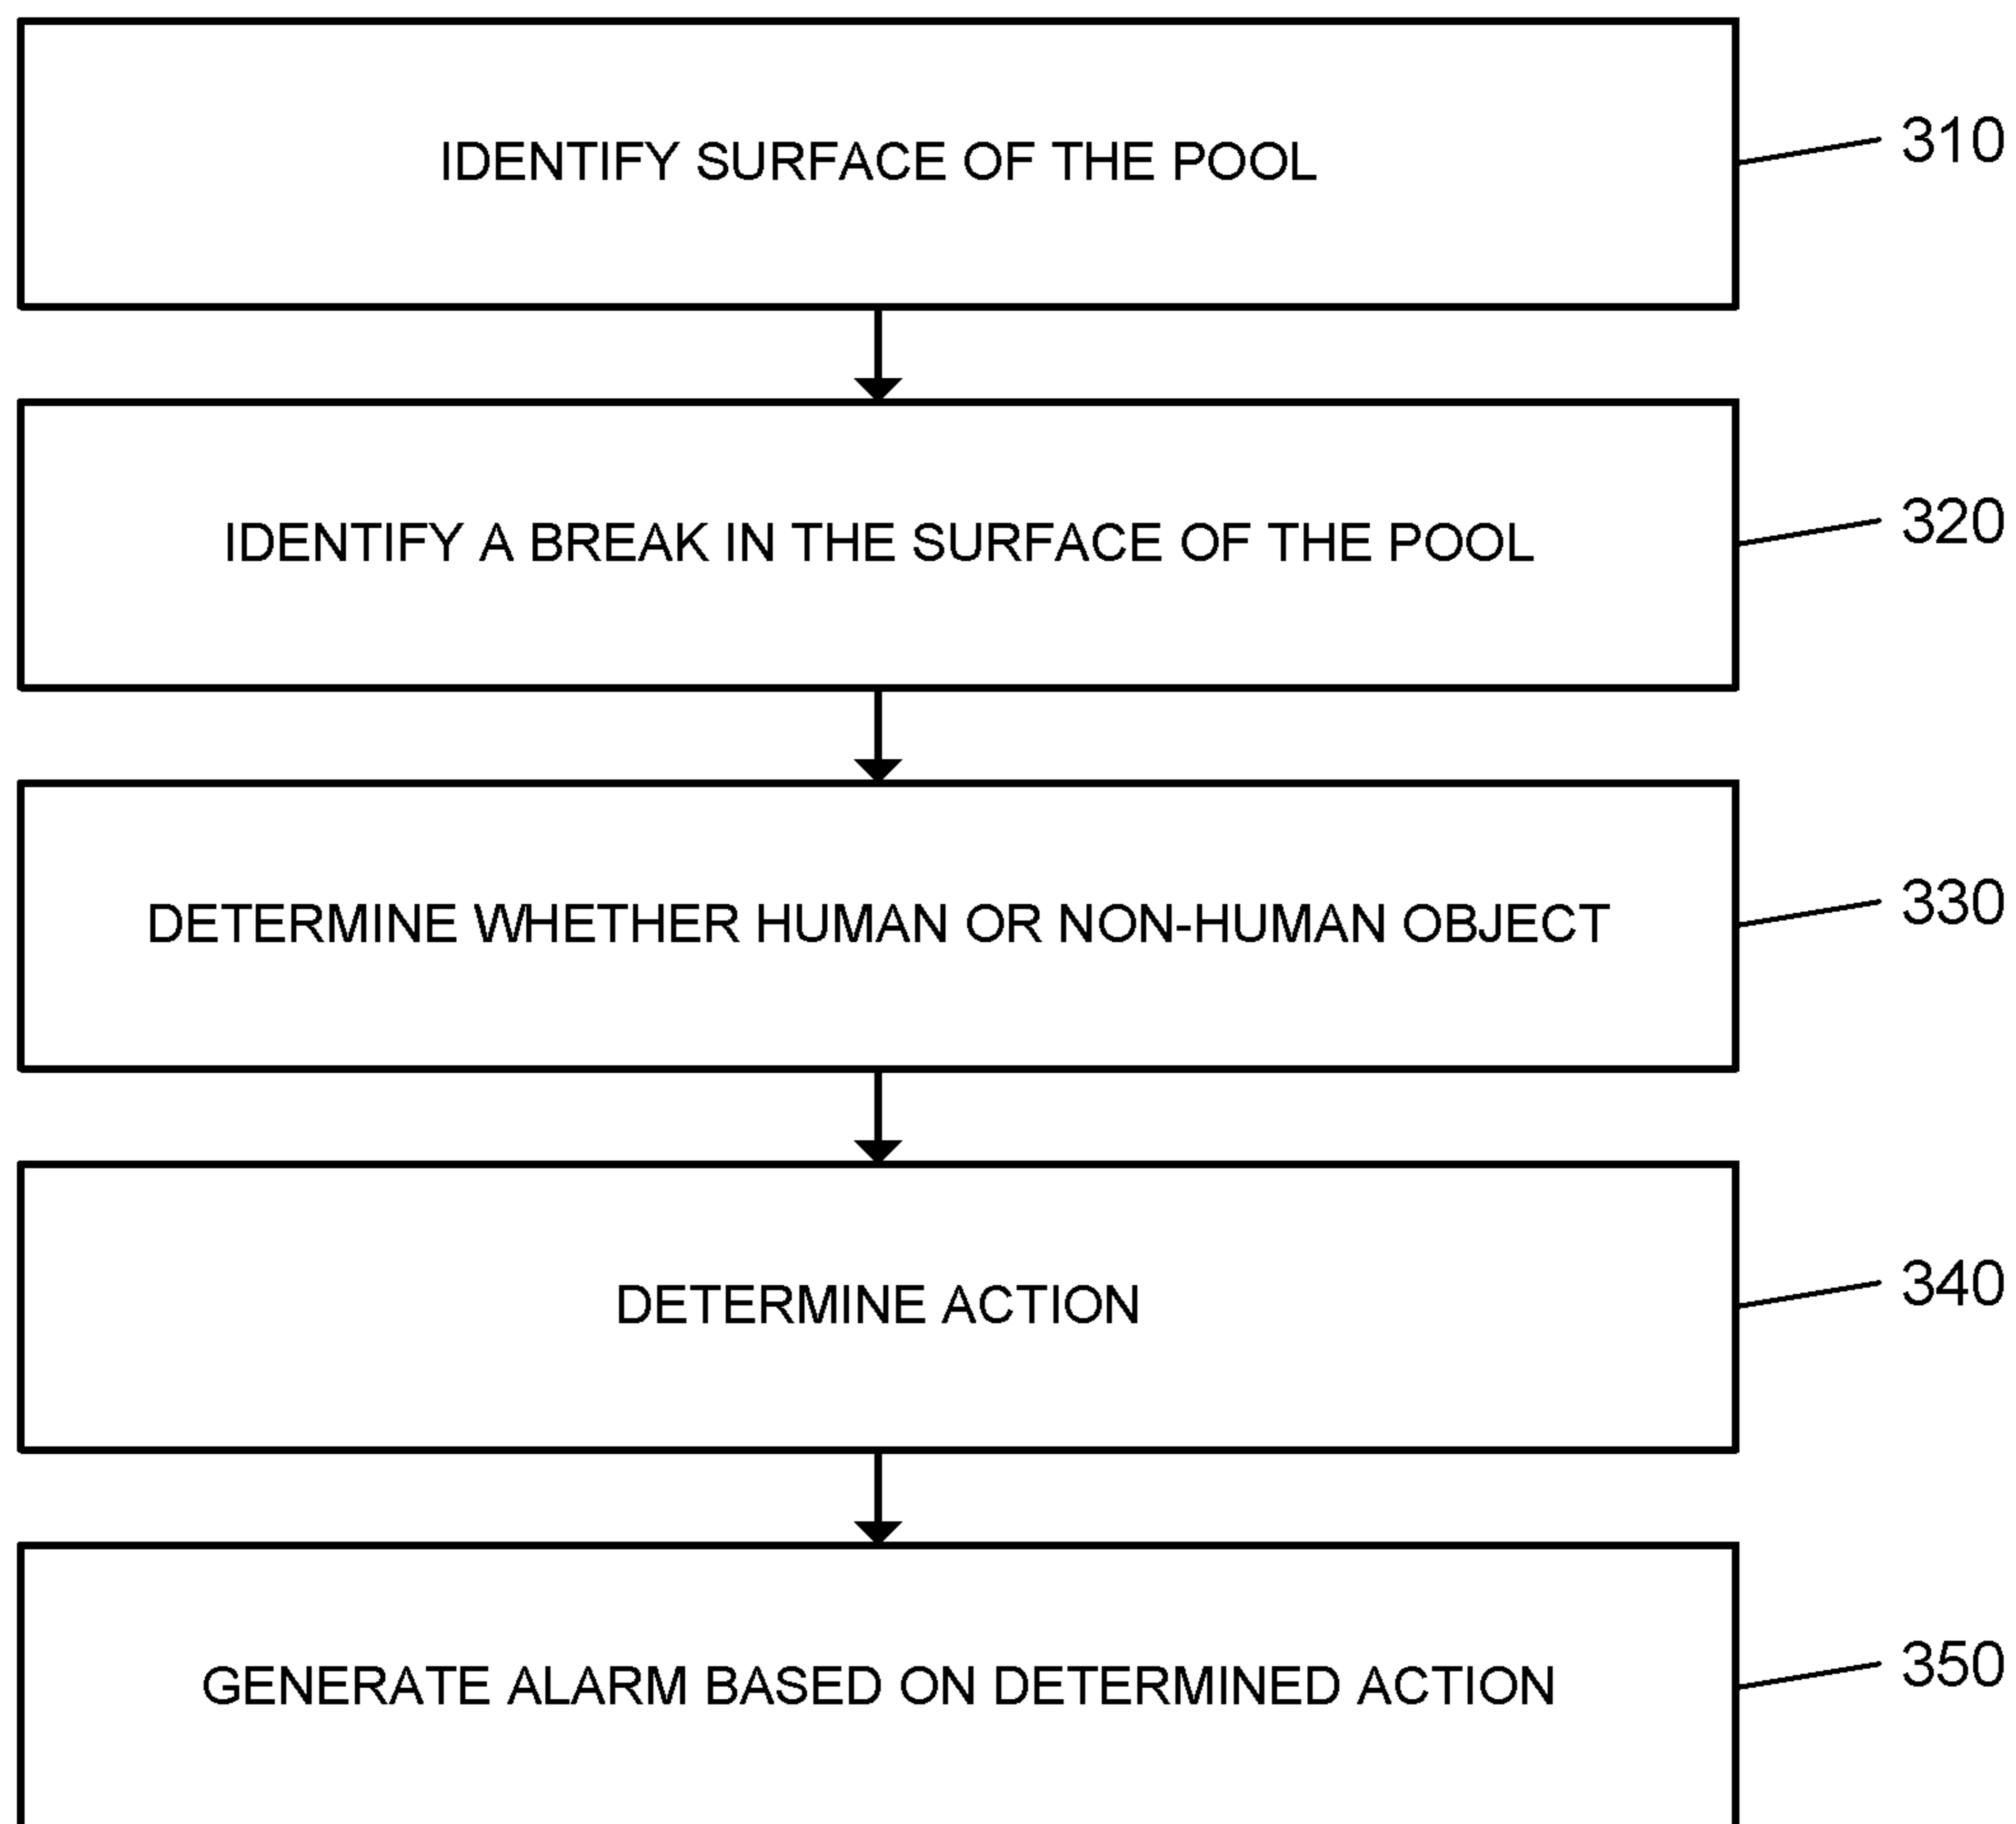 IDENTIFY SURFACE OF THE POOL
310
IDENTIFY A BREAK IN THE SURFACE OF THE POOL
320
DETERMINE WHETHER HUMAN OR NON-HUMAN OBJECT
330
DETERMINE ACTION
340
GENERATE ALARM BASED ON DETERMINED ACTION
350